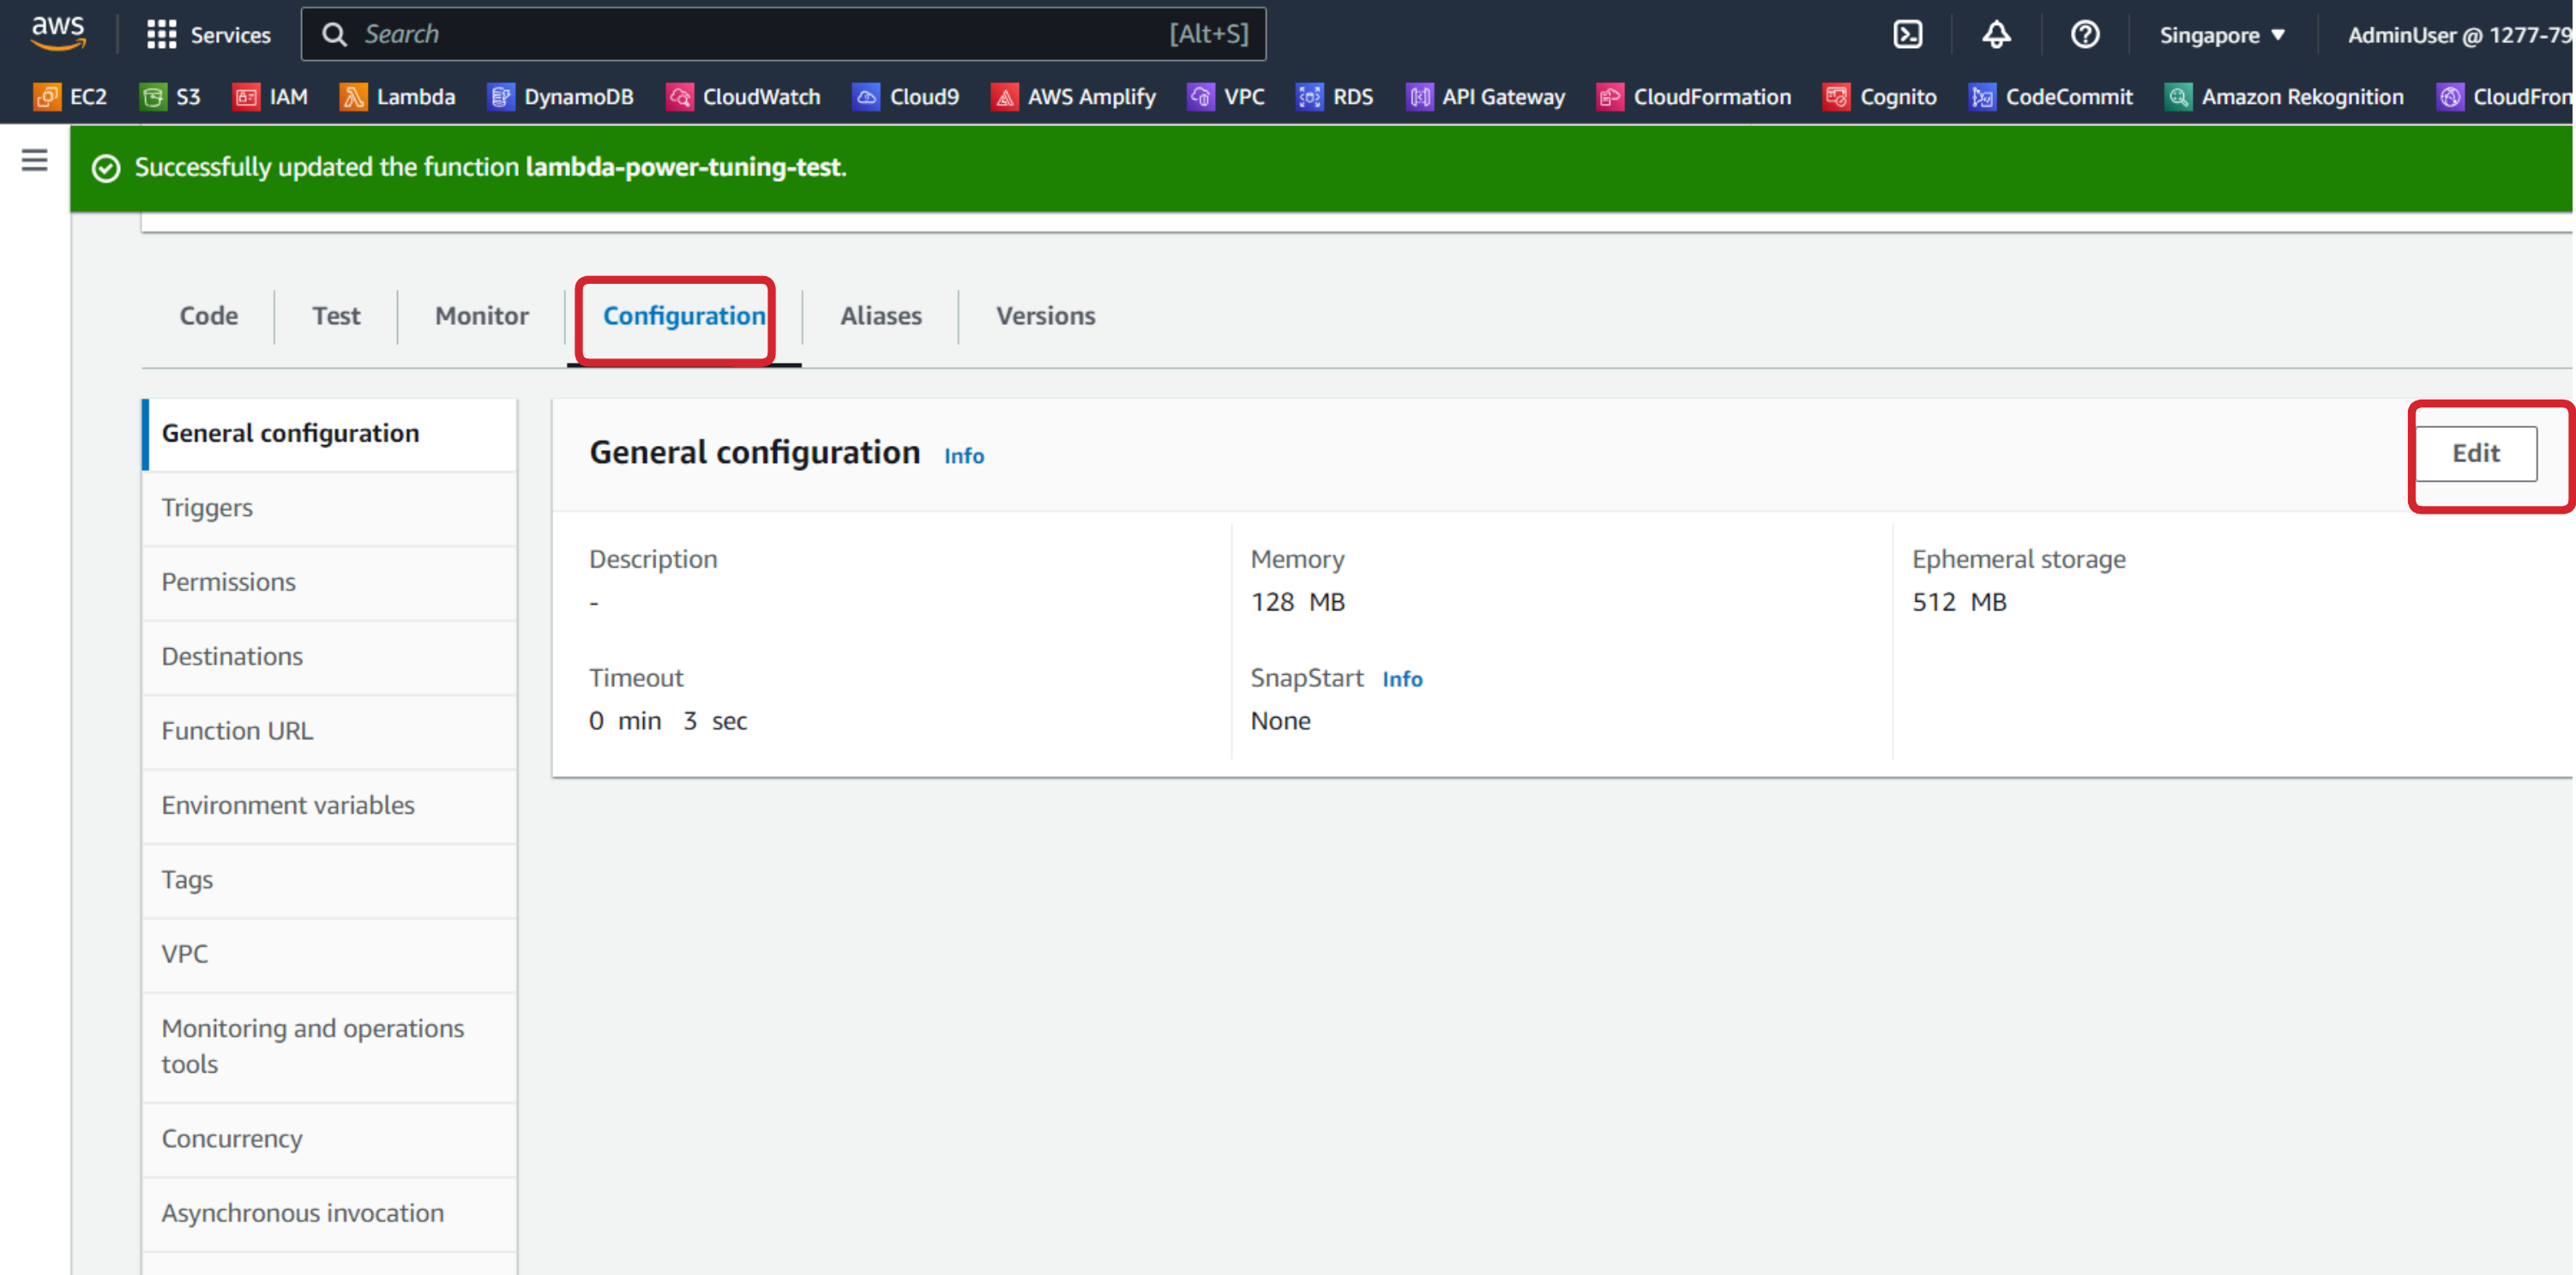 aws
Services
Search [Alt+S]
Singapore ▼
AdminUser @ 1277-79
EC2 S3 IAM Lambda DynamoDB CloudWatch Cloud9 AWS Amplify VPC RDS API Gateway CloudFormation Cognito CodeCommit Amazon Rekognition CloudFron
Successfully updated the function lambda-power-tuning-test.
Code Test Monitor Configuration Aliases Versions
General configuration
Triggers
Permissions
Destinations
Function URL
Environment variables
Tags
VPC
Monitoring and operations
tools
Concurrency
Asynchronous invocation
General configuration Info
Edit
Description
-
Memory
128 MB
Ephemeral storage
512 MB
Timeout
0 min 3 sec
SnapStart Info
None